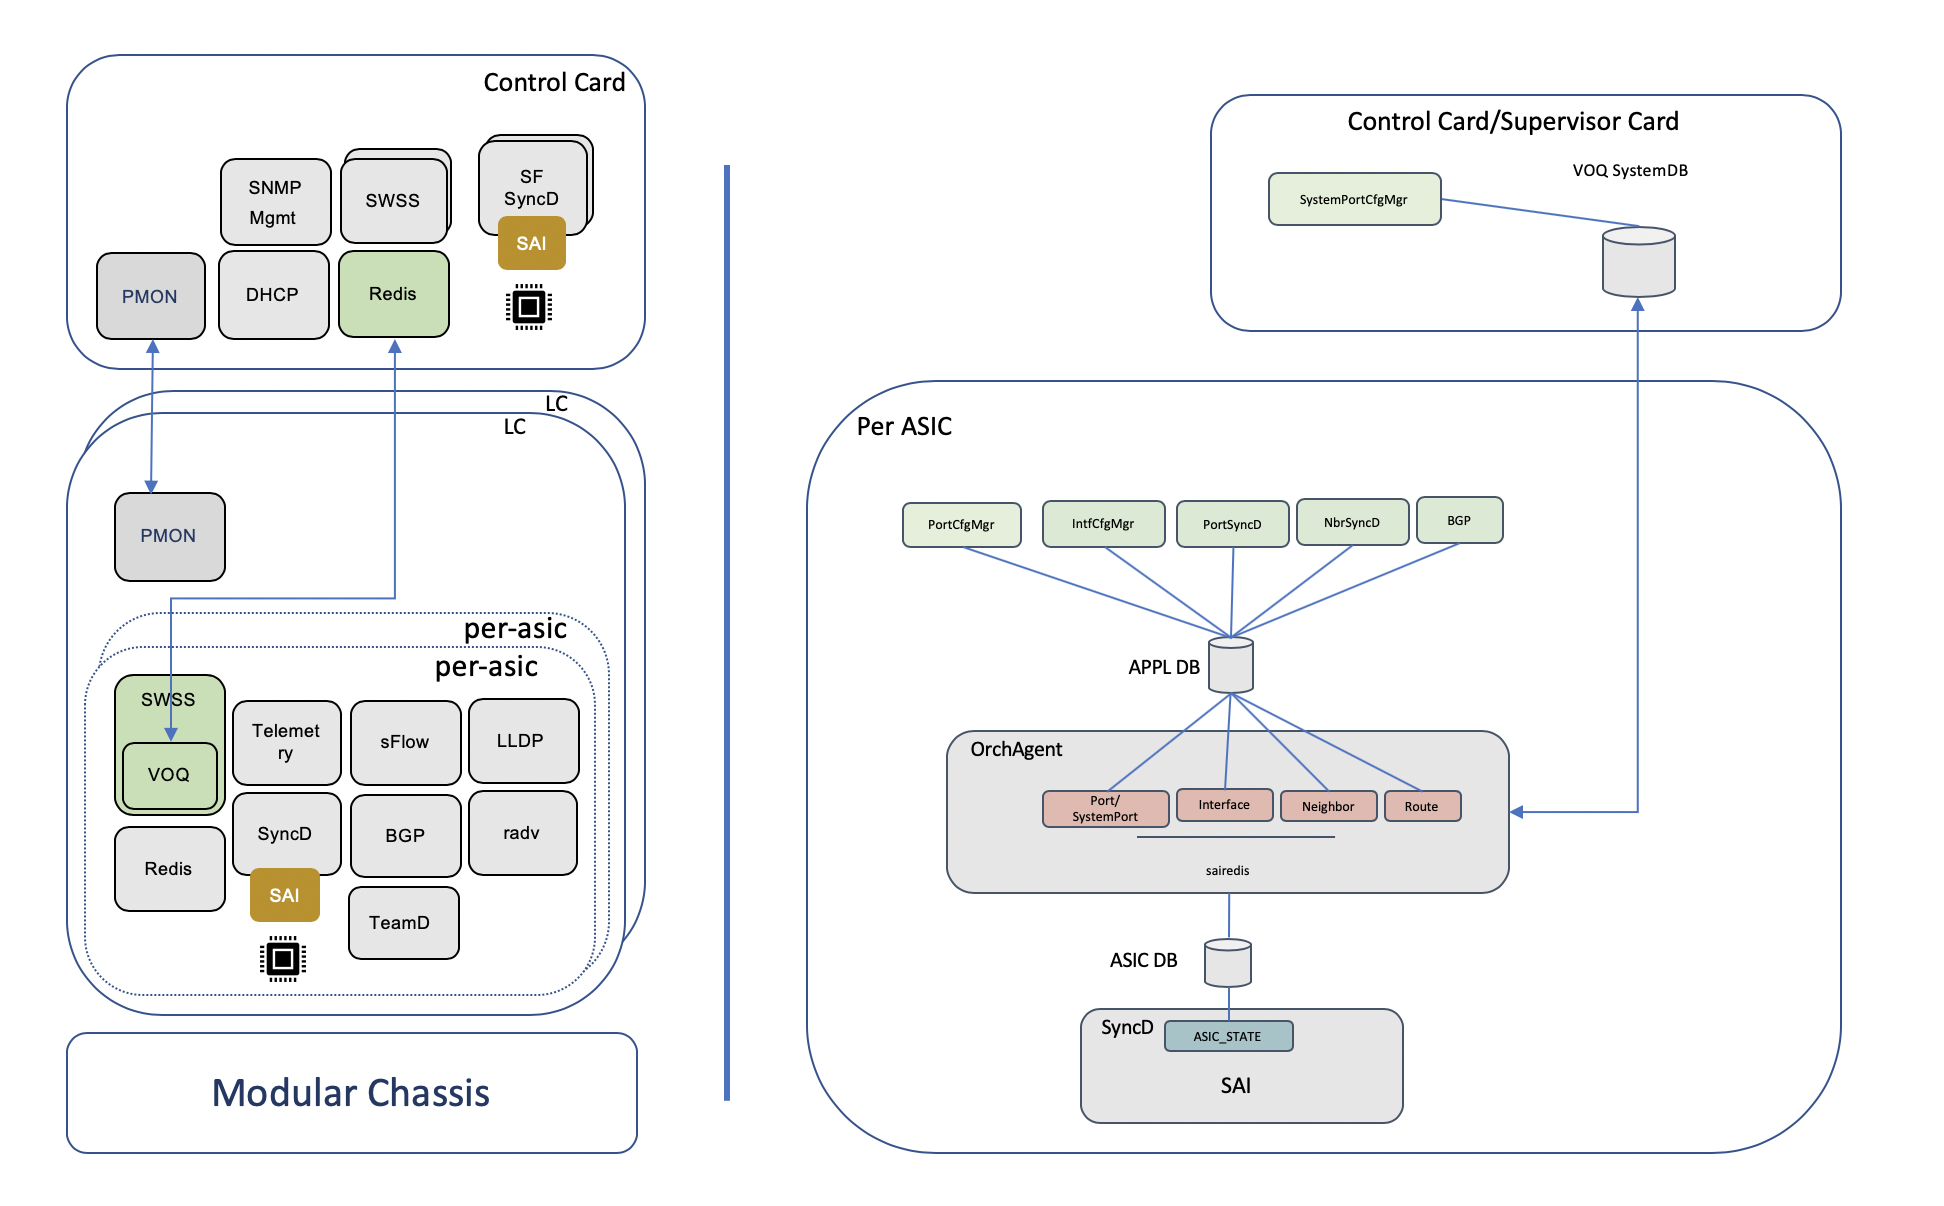 Control Card
SNMP
Mgmt
SWSS
SF
SyncD
SAI
PMON
DHCP
Redis
LC
LC
PMON
per-asic
per-asic
SWSS
VOQ
Telemet
ry
sFlow
LLDP
Redis
SyncD
SAI
BGP
radv
TeamD
Modular Chassis
Control Card/Supervisor Card
SystemPortCfgMgr
VOQ SystemDB
Per ASIC
PortCfgMgr
IntfCfgMgr
PortSyncD
NbrSyncD
BGP
APPL DB
OrchAgent
Port/
SystemPort
Interface
Neighbor
Route
sairedis
ASIC DB
SyncD
ASIC_STATE
SAI